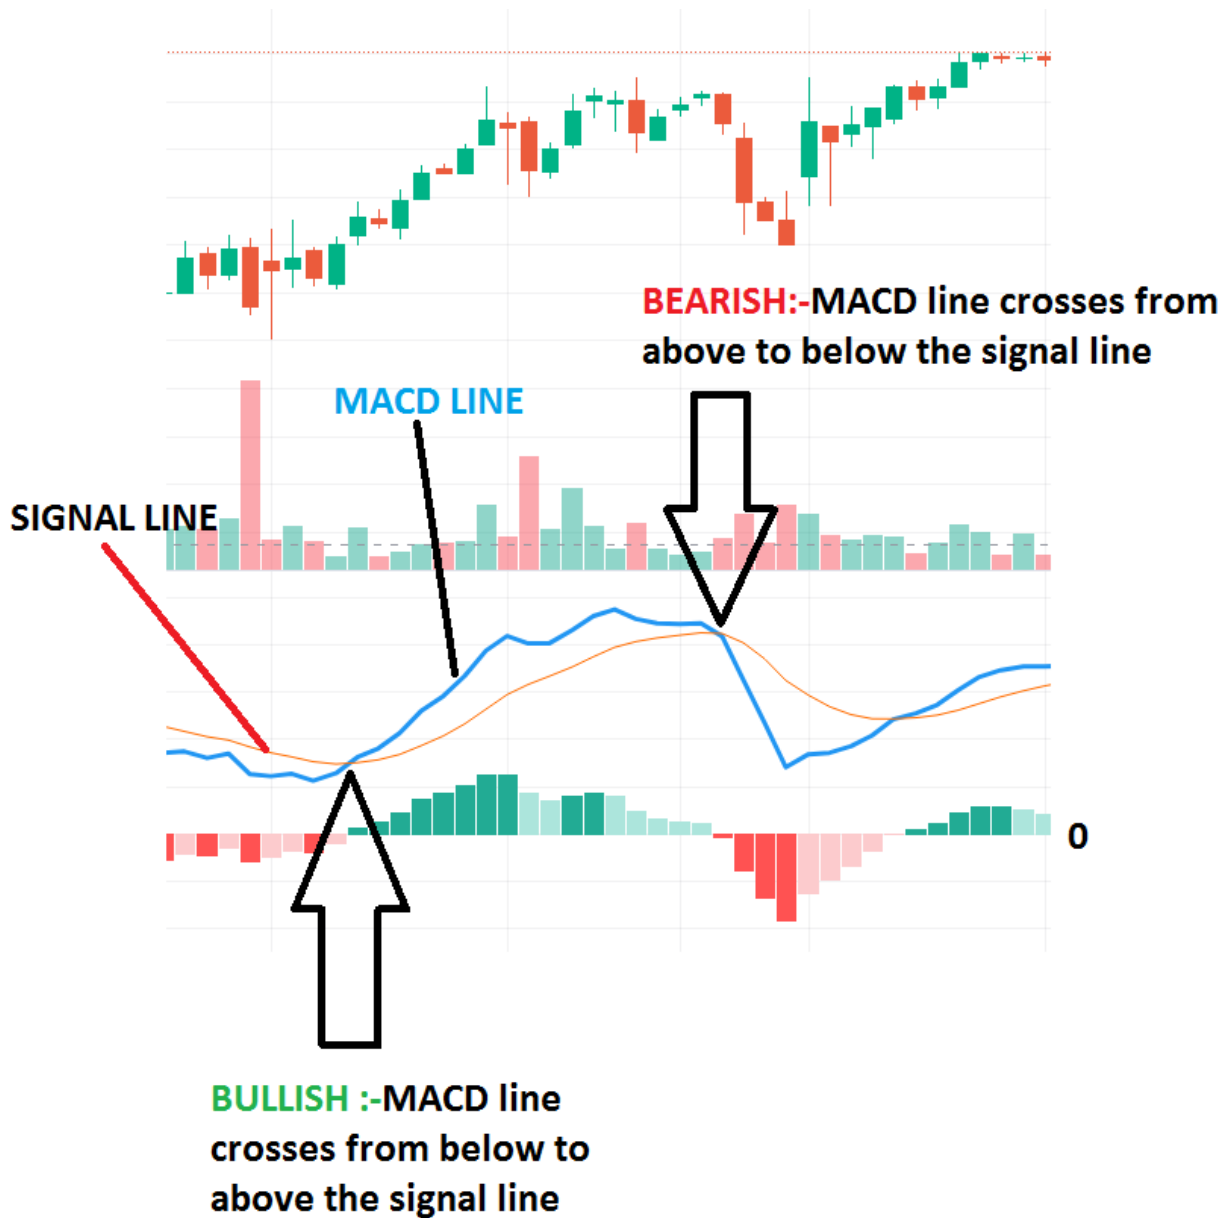 BEARISH:-MACD line crosses from
above to below the signal line
MACD LINE
SIGNAL LINE
0
BULLISH :-MACD line
crosses from below to
above the signal line